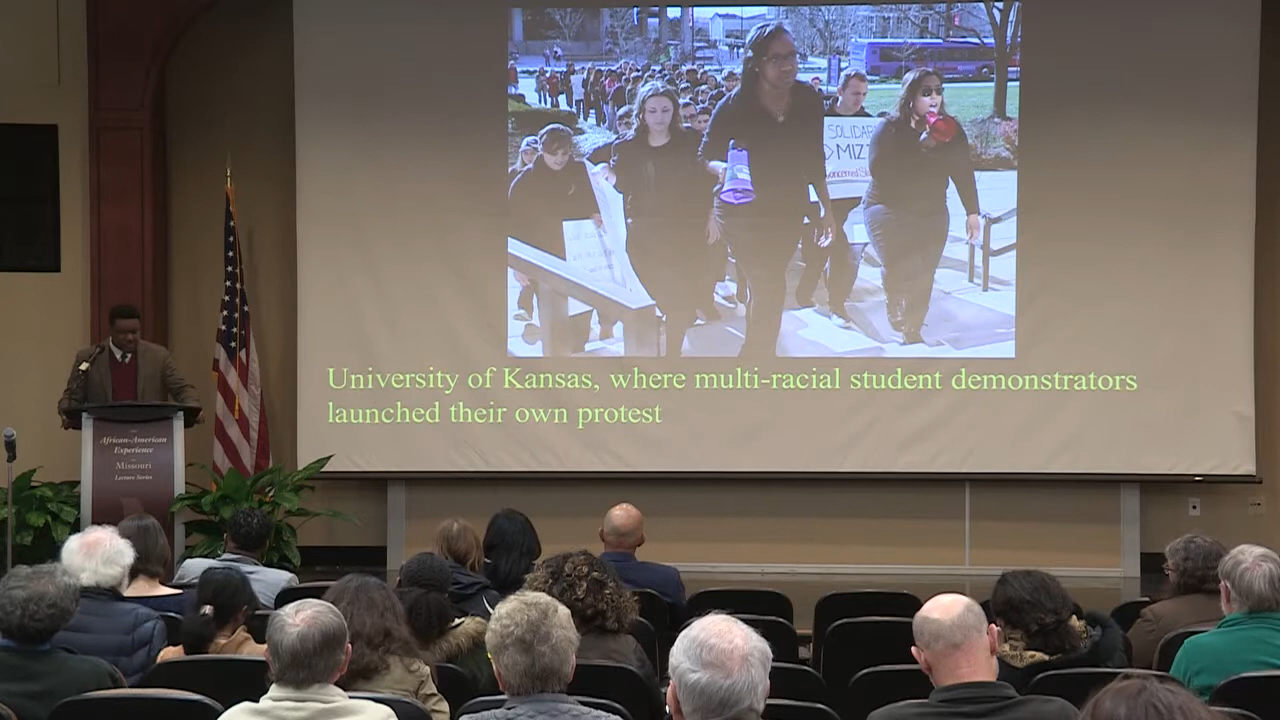 SOLIDAR
MIZ
University of Kansas, where multi-racial student demonstrators
launched their own protest
African-American
Experience
Missouri
Lecture Series